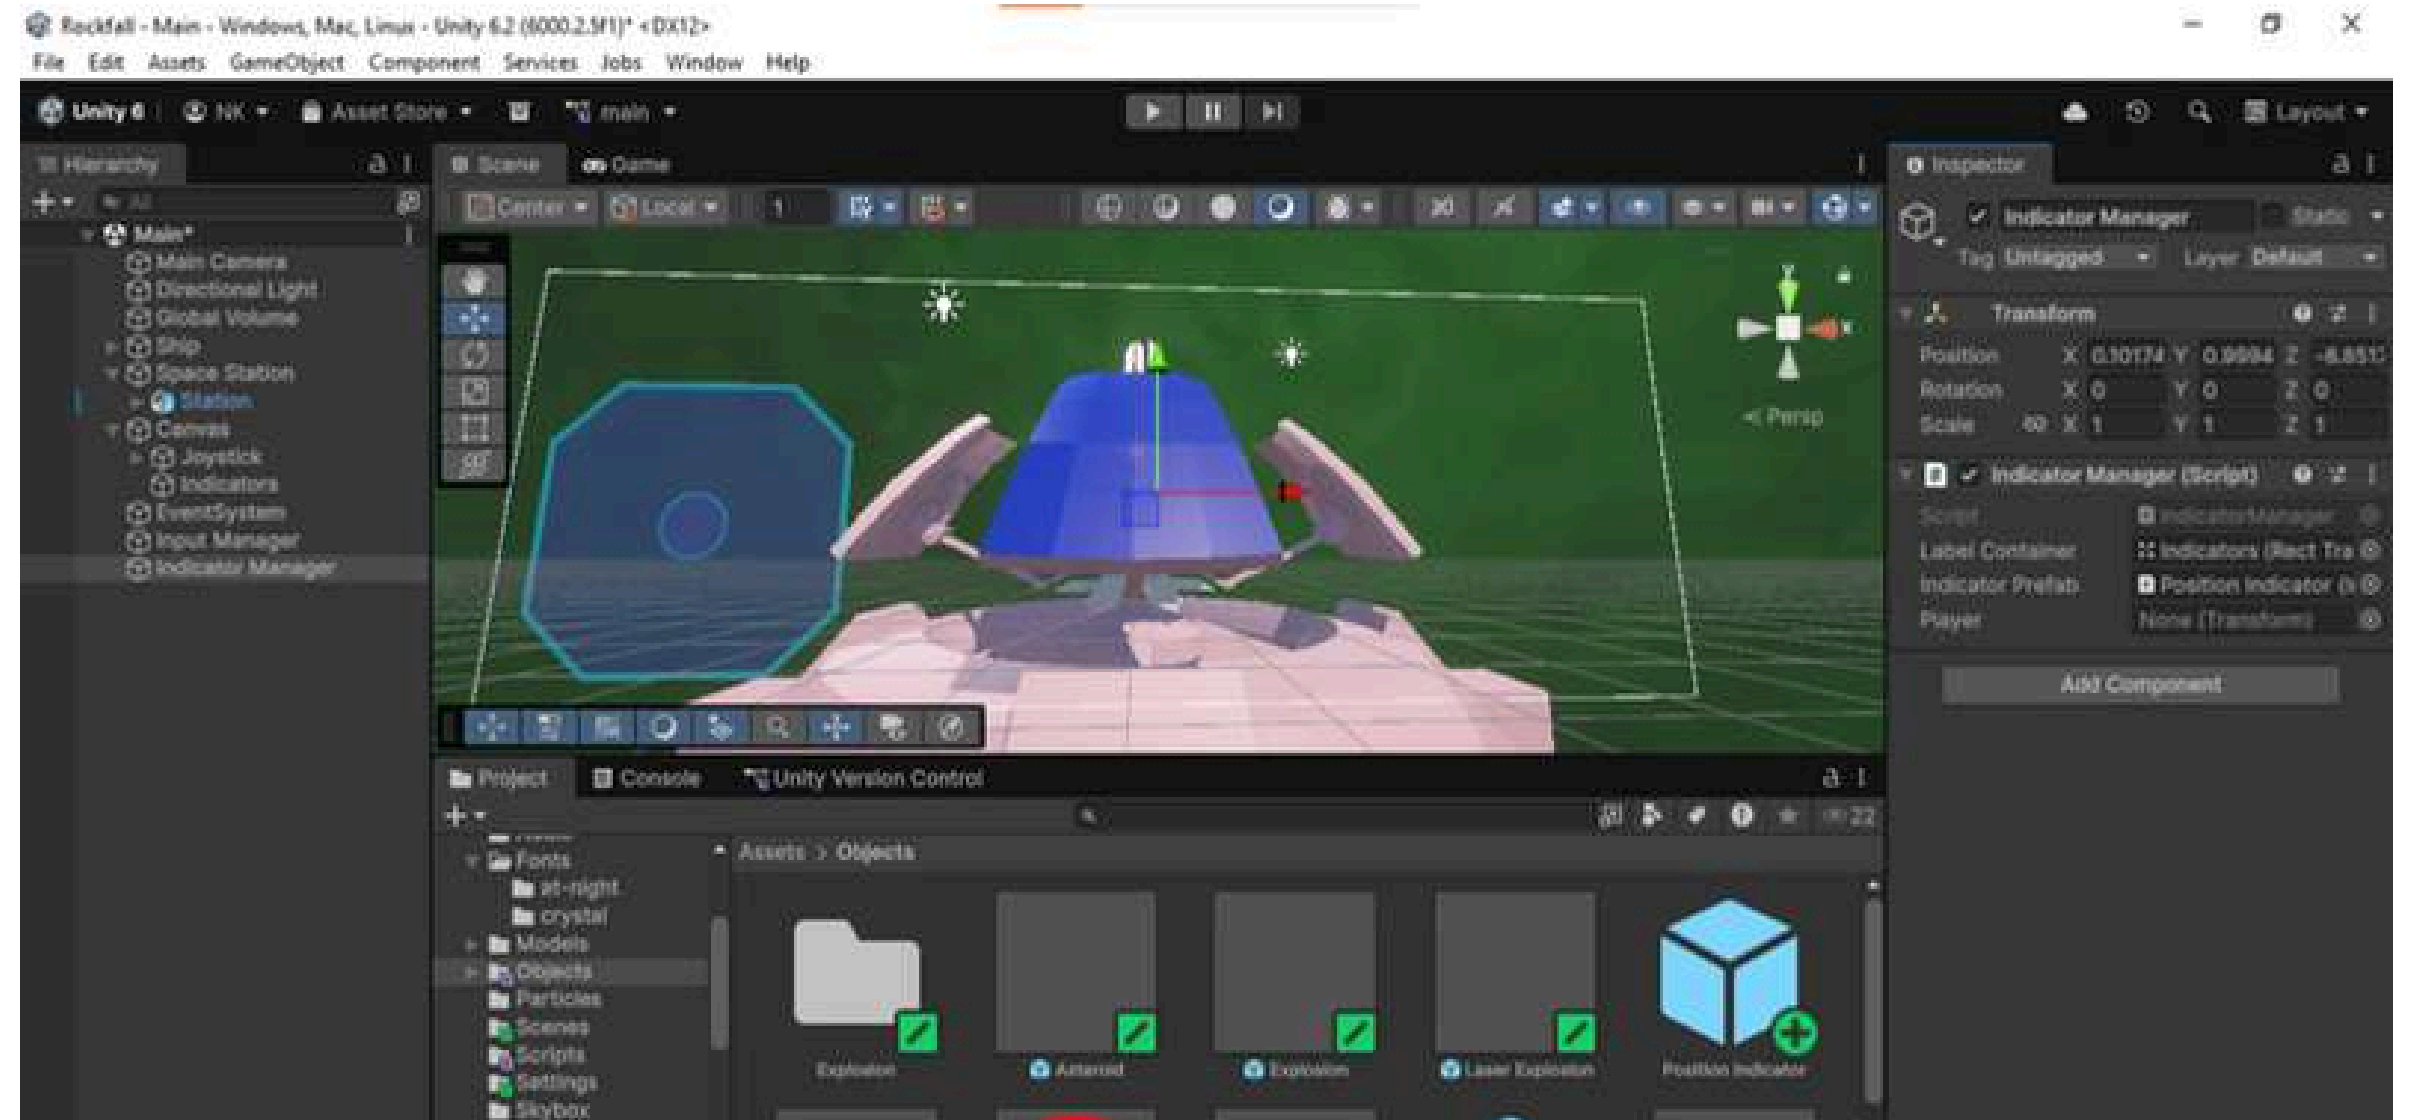 Rockfall - Main - Windows, Mac, Linux - Unity 6.2 (6000.2.5f1)* <DX12>
File Edit Assets GameObject Component Services Jobs Window Help
Unity 6 NK Asset Store main Layout
Hierarchy
All
Main*
Main Camera
Directional Light
Global Volume
Ship
Space Station
Station
Canvas
Joystick
Indicators
EventSystem
Input Manager
Indicator Manager
Scene Game
Center Local 1
2D
Y
X
< Persp
Inspector
Indicator Manager Static
Tag Untagged Layer Default
Transform
Position X 0.10174 Y 0.9994 Z
Rotation X 0 Y 0 Z 0
Scale X 1 Y 1 Z 1
Indicator Manager (Script)
Script IndicatorManager
Label Container Indicators (Rect Tra
Indicator Prefab Position Indicator
Player None (Transform)
Add Component
Project Console Unity Version Control
22
Fonts
at-night
crystal
Models
Objects
Particles
Scenes
Scripts
Settings
Skybox
Assets > Objects
Explosion Asteroid Explosion Laser Explosion Position Indicator